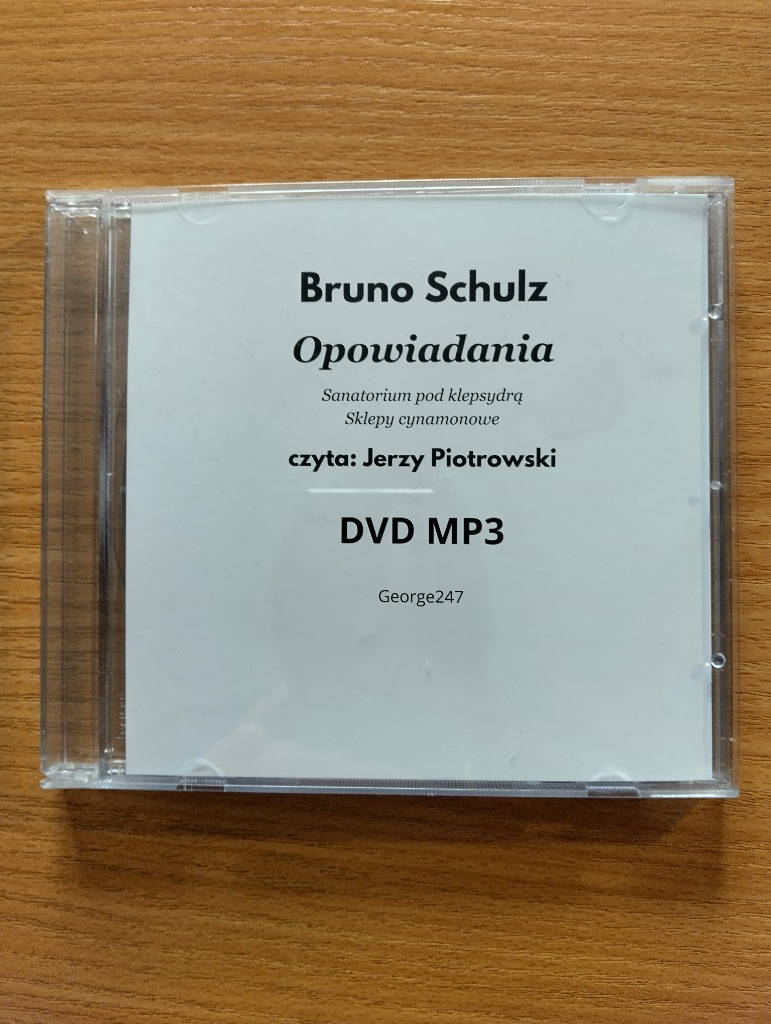 Bruno Schulz
Opowiadania
Sanatorium pod klepsydrą
Sklepy cynamonowe
czyta: Jerzy Piotrowski
DVD MP3
George247